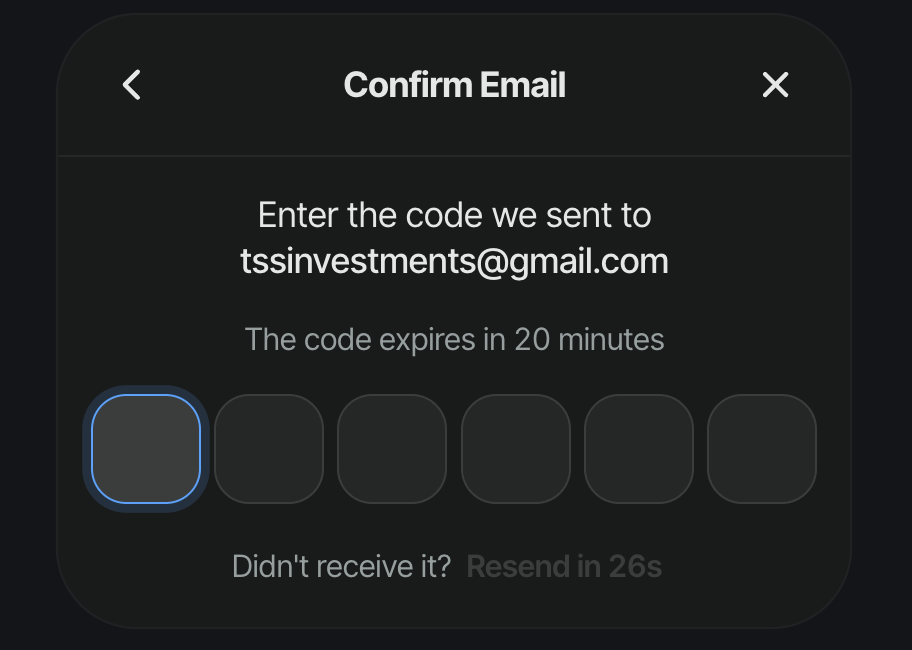 Confirm Email
Enter the code we sent to
tssinvestments@gmail.com
The code expires in 20 minutes
Didn't receive it? Resend in 26s